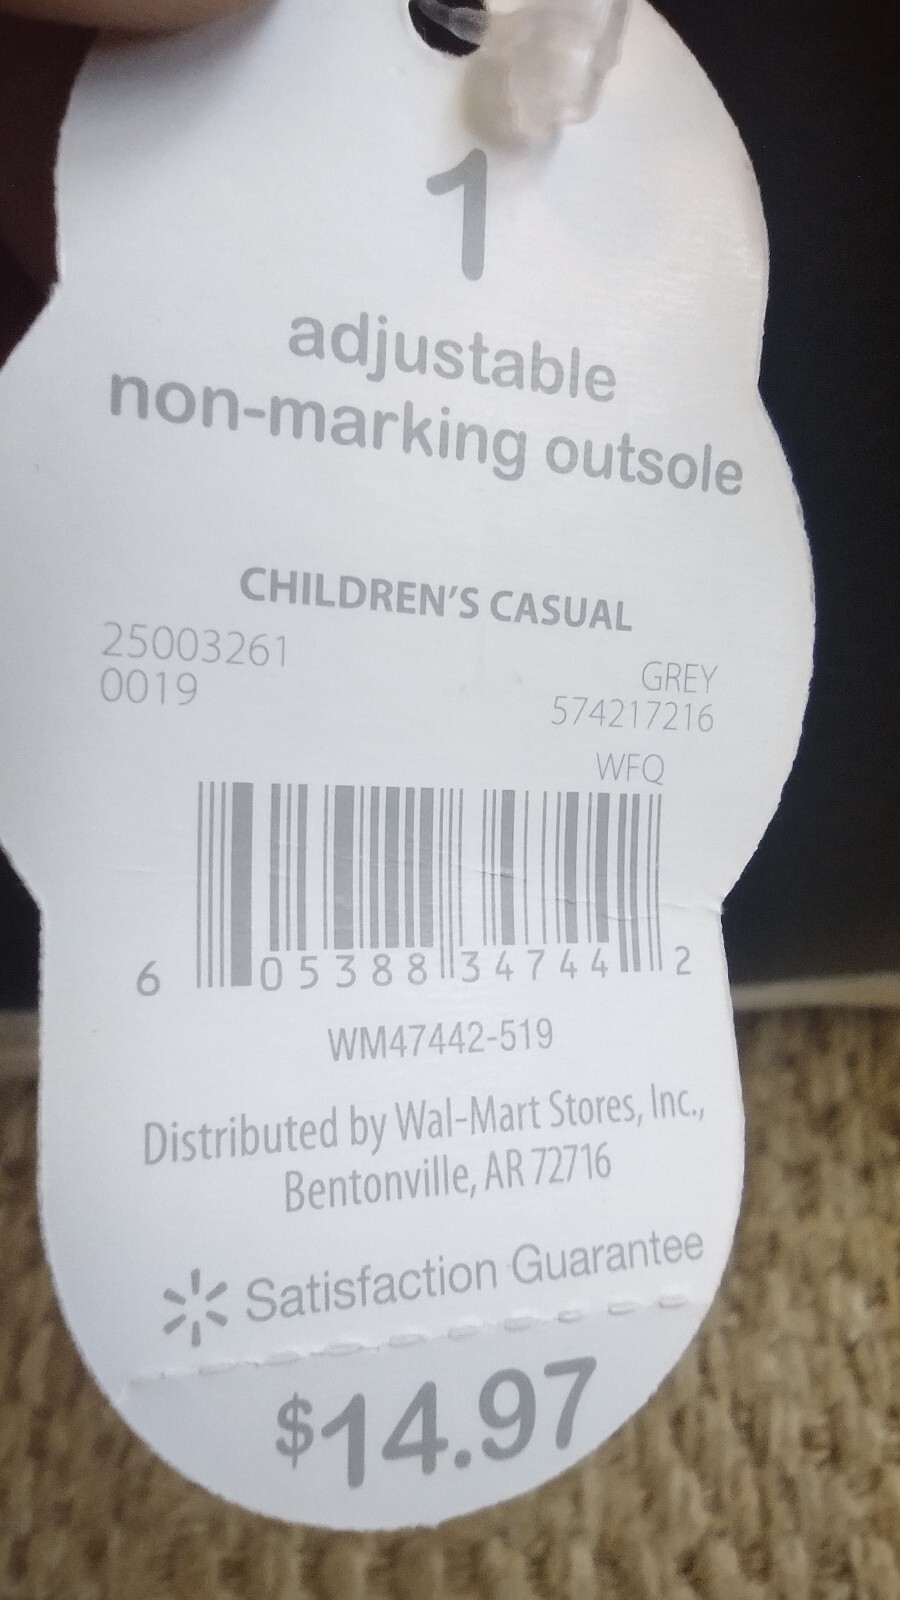 1
adjustable
non-marking outsole
CHILDREN'S CASUAL
25003261
0019
GREY
574217216
WFQ
6 05388 34744 2
WM47442-519
Distributed by Wal-Mart Stores, Inc.,
Bentonville, AR 72716
Satisfaction Guarantee
$14.97